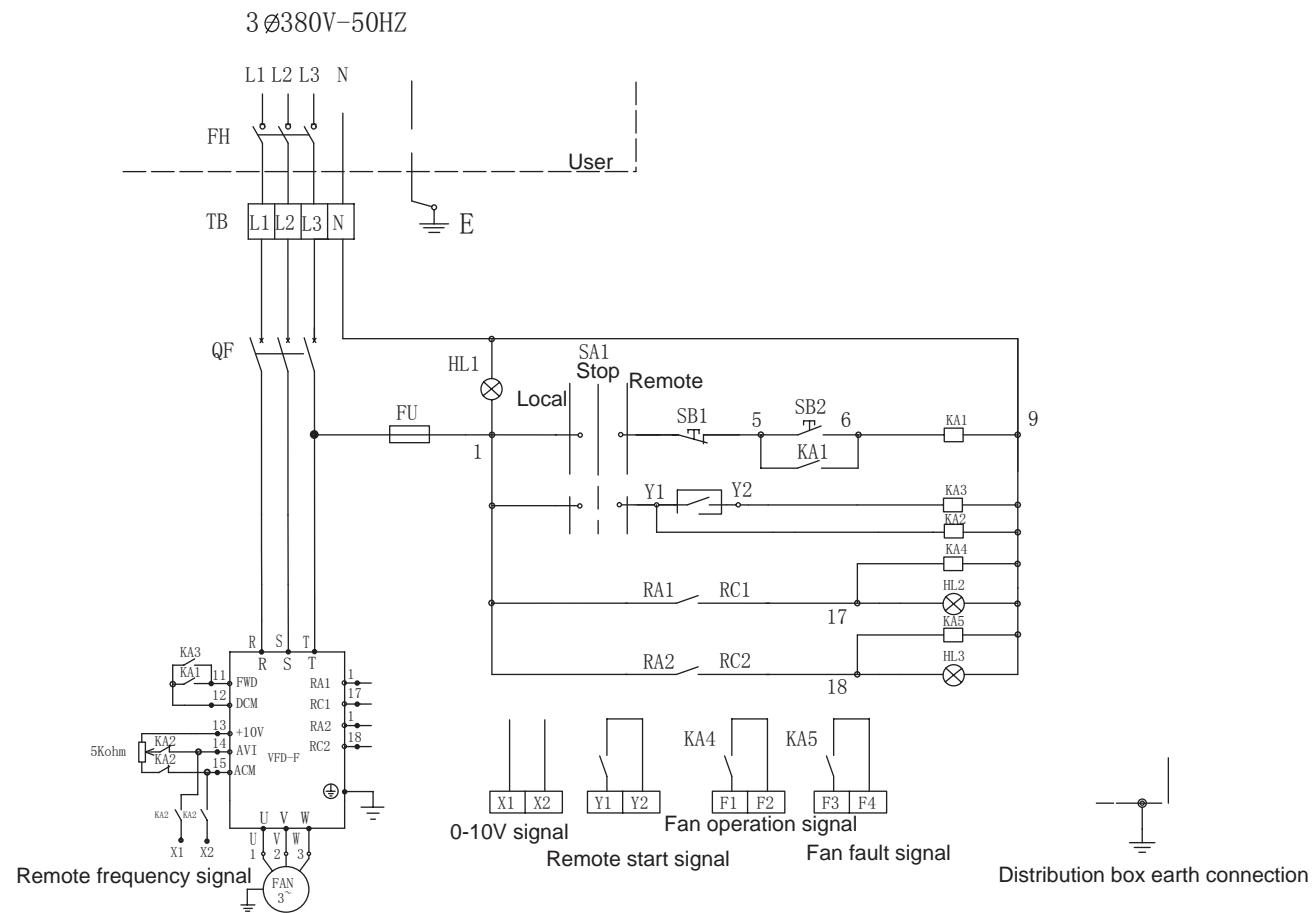 3∅380V-50HZ
L1 L2 L3 N
FH
User
TB L1 L2 L3 N
E
QF
HL1
SA1
Stop
Local
Remote
FU
SB1 5 SB2 6 KA1 9
1
KA1
Y1 Y2 KA3
KA2
KA4
RA1 RC1 HL2
17
KA5
RA2 RC2 HL3
18
R S T
KA3 R S T
KA1 11 FWD RA1 1
12 DCM RC1 17
13 +10V RA2 1
5Kohm KA2 14 AVI RC2 18
KA2 15 ACM VFD-F
KA2 KA2
X1 X2
U V W
U V W
1 2 3
FAN
3~
Remote frequency signal
KA4 KA5
X1 X2 Y1 Y2 F1 F2 F3 F4
0-10V signal
Fan operation signal
Remote start signal
Fan fault signal
Distribution box earth connection